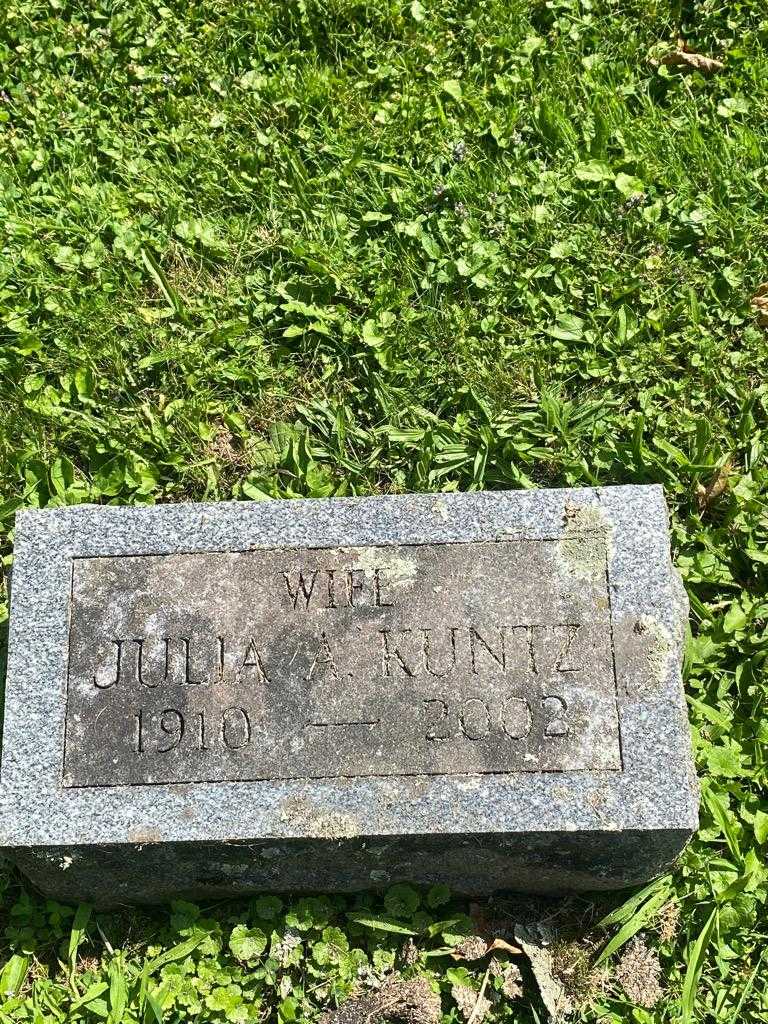 WIFE
JULIA A. KUNTZ
1910 — 2002